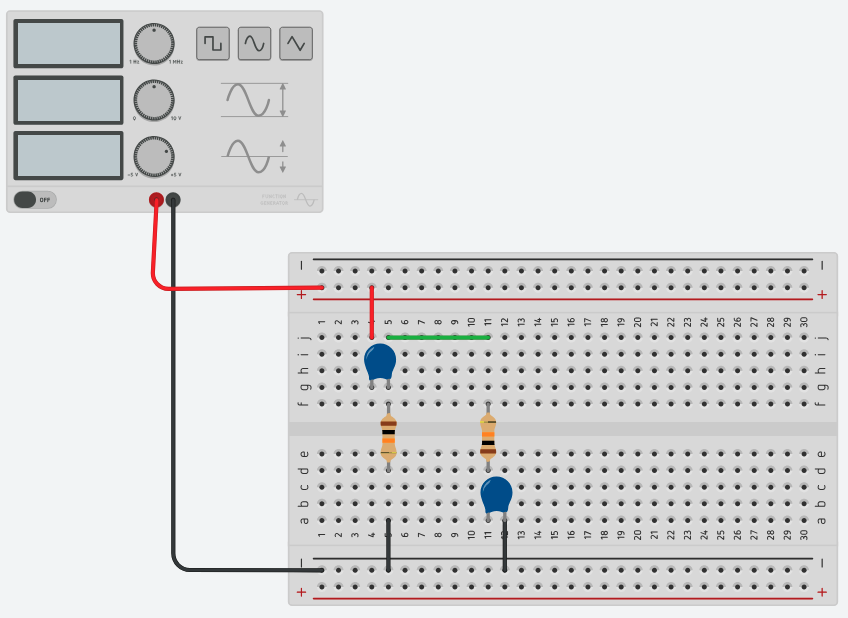 1 Hz 1 MHz
0 10 V
-5 V +5 V
OFF
FUNCTION
GENERATOR
− −
+ +
1 2 3 4 5 6 7 8 9 10 11 12 13 14 15 16 17 18 19 20 21 22 23 24 25 26 27 28 29 30
j j
i i
h h
g g
f f
e e
d d
c c
b b
a a
1 2 3 4 5 6 7 8 9 10 11 12 13 14 15 16 17 18 19 20 21 22 23 24 25 26 27 28 29 30
− −
+ +